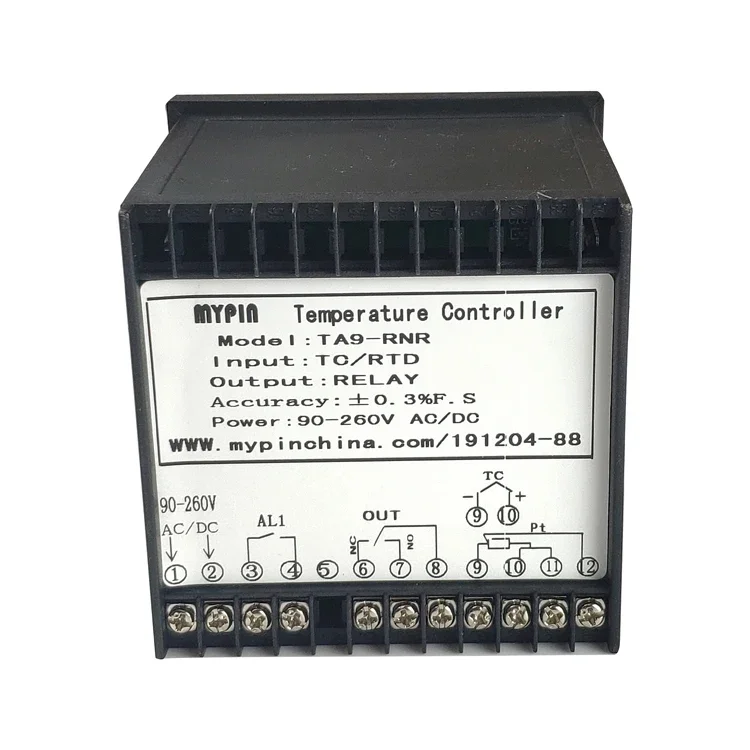 MYPIN Temperature Controller
Model:TA9-RNR
Input:TC/RTD
Output:RELAY
Accuracy:±0.3%F.S
Power:90-260V AC/DC
WWW.mypinchina.com/191204-88
TC
- +
⑨ ⑩
90-260V
AC/DC
AL1
OUT
Pt
NC
NO
① ② ③ ④ ⑤ ⑥ ⑦ ⑧ ⑨ ⑩ ⑪ ⑫